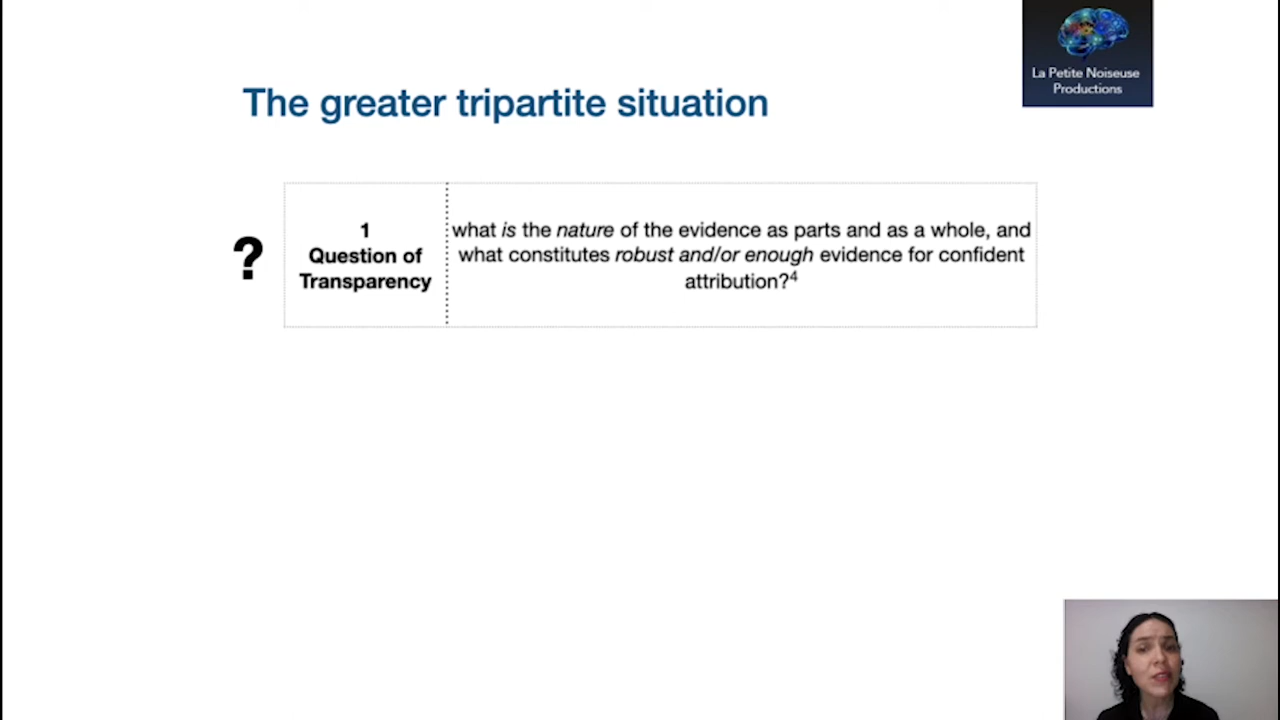 La Petite Noiseuse
Productions
The greater tripartite situation
?
1
Question of
Transparency
what is the nature of the evidence as parts and as a whole, and
what constitutes robust and/or enough evidence for confident
attribution?⁴